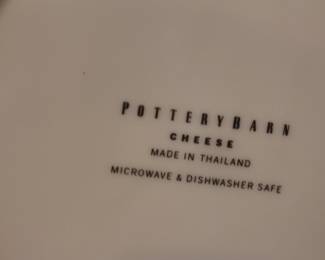 POTTERYBARN
CHEESE
MADE IN THAILAND
MICROWAVE & DISHWASHER SAFE